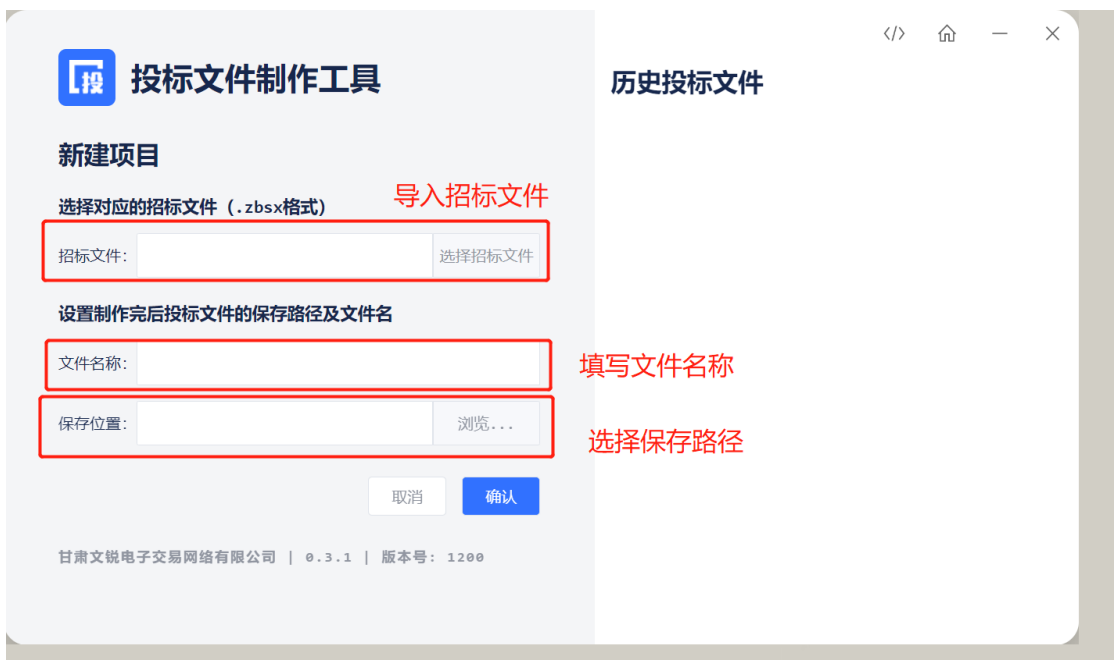 投
投标文件制作工具
新建项目
选择对应的招标文件（.zbsx格式）
导入招标文件
招标文件：
选择招标文件
设置制作完后投标文件的保存路径及文件名
文件名称：
填写文件名称
保存位置：
浏览...
选择保存路径
取消
确认
甘肃文锐电子交易网络有限公司 | 0.3.1 | 版本号: 1200
</>
历史投标文件